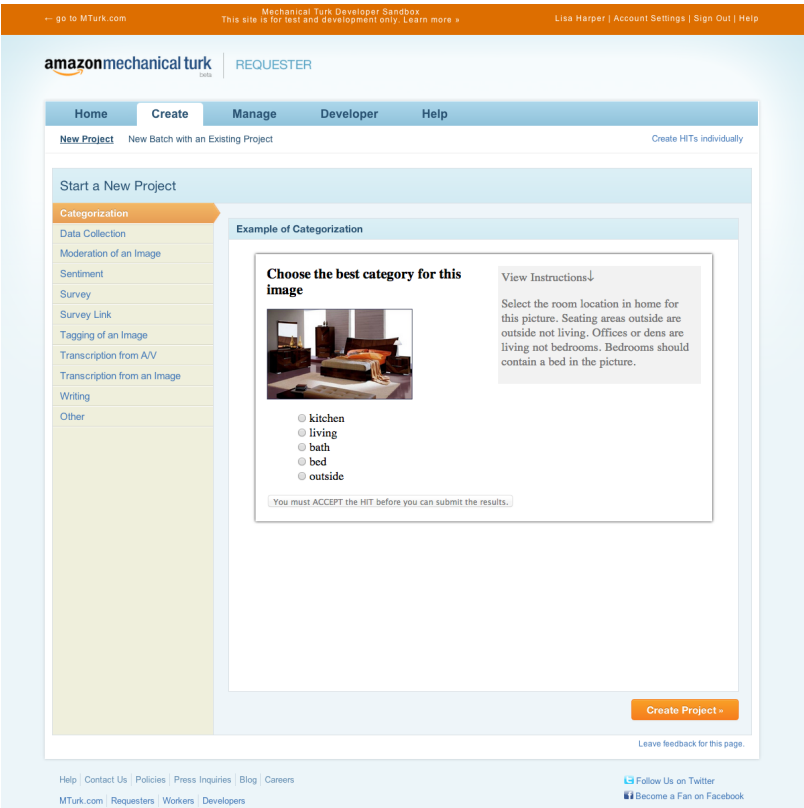 ← go to MTurk.com
Mechanical Turk Developer Sandbox
This site is for test and development only. Learn more »
Lisa Harper | Account Settings | Sign Out | Help
amazonmechanical turk
beta
REQUESTER
Home Create Manage Developer Help
New Project New Batch with an Existing Project Create HITs individually
Start a New Project
Categorization
Data Collection
Moderation of an Image
Sentiment
Survey
Survey Link
Tagging of an Image
Transcription from A/V
Transcription from an Image
Writing
Other
Example of Categorization
Choose the best category for this
image
kitchen
living
bath
bed
outside
You must ACCEPT the HIT before you can submit the results.
View Instructions↓
Select the room location in home for
this picture. Seating areas outside are
outside not living. Offices or dens are
living not bedrooms. Bedrooms should
contain a bed in the picture.
Create Project »
Leave feedback for this page.
Help | Contact Us | Policies | Press Inquiries | Blog | Careers
MTurk.com | Requesters | Workers | Developers
Follow Us on Twitter
Become a Fan on Facebook